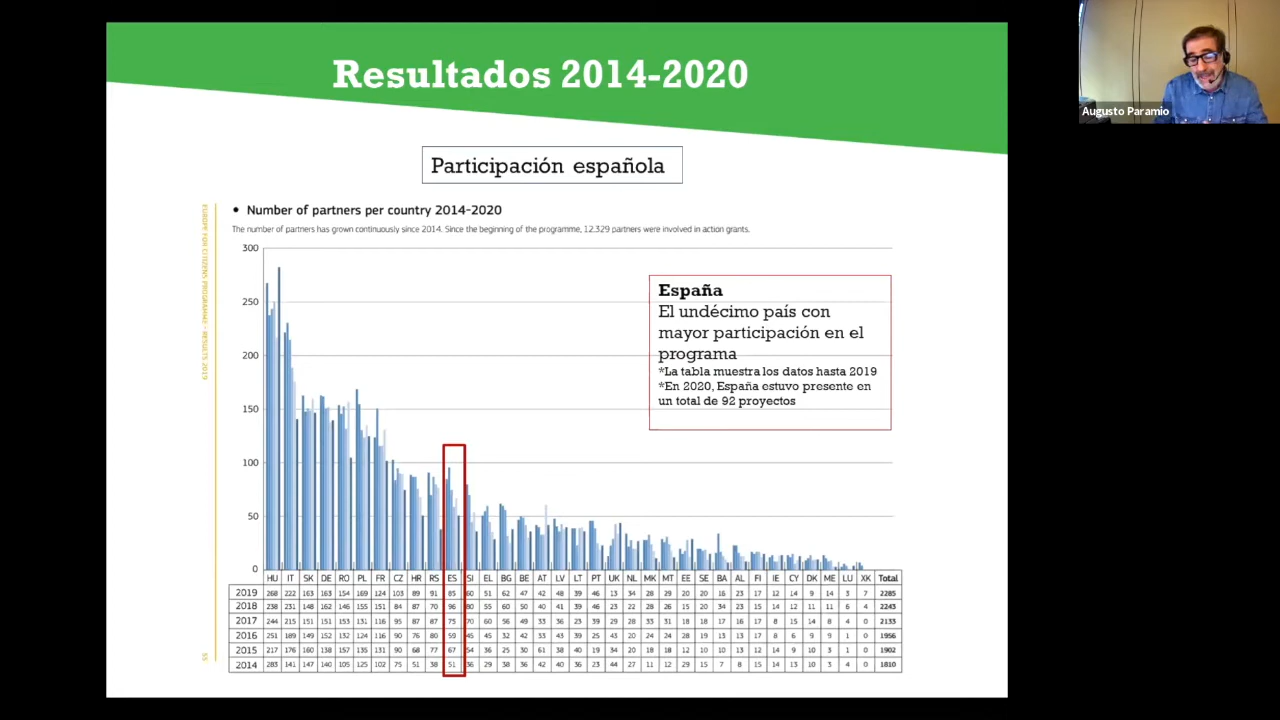 Resultados 2014-2020
Augusto Paramio
Participación española
EUROPE FOR CITIZENS PROGRAMME - RESULTS 2019
55
• Number of partners per country 2014-2020
The number of partners has grown continuously since 2014. Since the beginning of the programme, 12.329 partners were involved in action grants.
300
250
200
150
100
50
0
España
El undécimo país con
mayor participación en el
programa
*La tabla muestra los datos hasta 2019
*En 2020, España estuvo presente en
un total de 92 proyectos
HU IT SK DE RO PL FR CZ HR RS ES SI EL BG BE AT LV LT PT UK NL MK MT EE SE BA AL FI IE CY DK ME LU XK Total
2019 268 222 163 163 154 169 124 103 89 91 85 60 51 62 47 42 48 39 46 13 34 28 29 20 20 16 23 17 12 14 9 14 3 7 2285
2018 238 231 148 162 146 155 151 84 87 70 96 80 55 60 50 40 41 39 46 23 22 28 26 15 20 34 23 15 14 12 11 11 6 4 2243
2017 244 215 151 151 153 131 116 95 87 87 75 70 60 56 49 33 36 23 39 29 28 33 31 18 18 17 16 17 8 15 14 8 4 0 2133
2016 251 189 149 152 132 124 116 90 76 80 59 45 45 32 42 33 43 39 25 43 20 24 24 28 19 13 13 17 8 6 9 9 1 0 1956
2015 217 176 160 138 157 135 131 90 68 77 67 54 36 25 30 61 38 40 19 34 20 18 18 12 10 10 13 12 14 9 10 3 1 0 1902
2014 283 141 147 140 105 125 102 75 51 38 51 36 29 38 36 42 40 36 23 44 27 11 12 29 15 7 8 15 14 13 10 3 4 0 1810